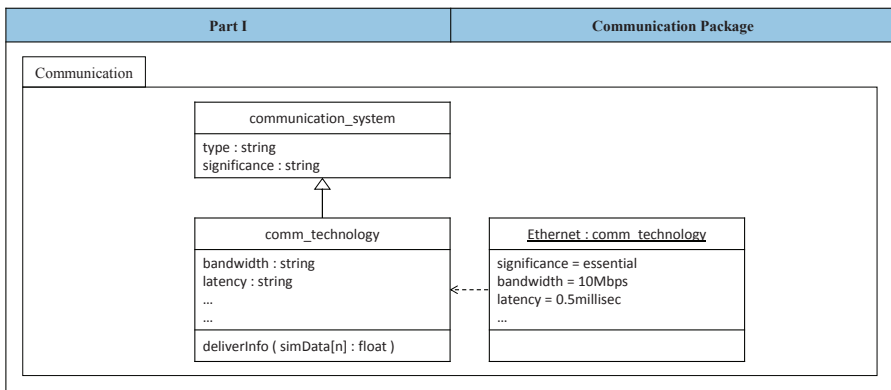 Part I
Communication Package
Communication
communication_system
type : string
significance : string
comm_technology
bandwidth : string
latency : string
...
...
deliverInfo ( simData[n] : float )
Ethernet : comm_technology
significance = essential
bandwidth = 10Mbps
latency = 0.5millisec
...